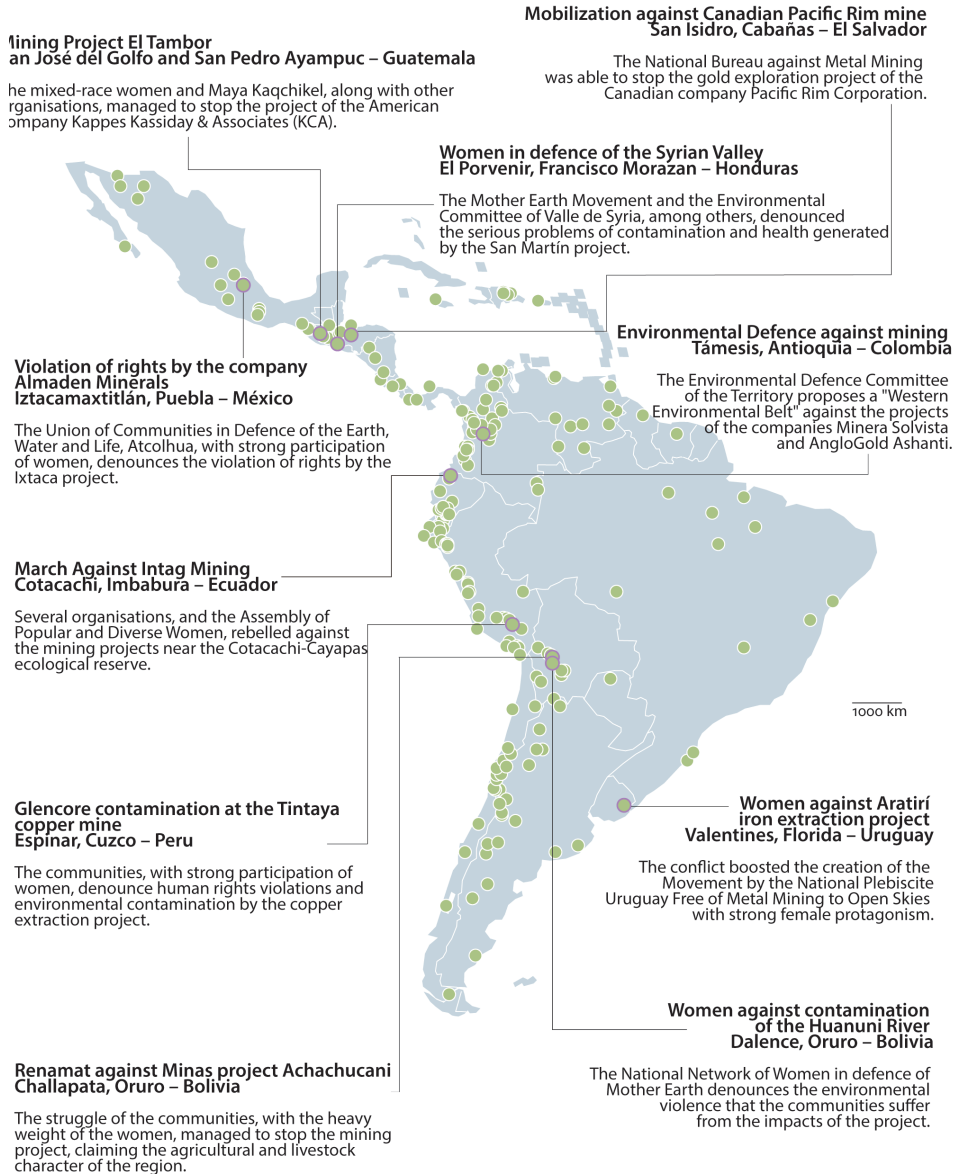 Mining Project El Tambor
an José del Golfo and San Pedro Ayampuc – Guatemala
he mixed-race women and Maya Kaqchikel, along with other
rganisations, managed to stop the project of the American
ompany Kappes Kassiday & Associates (KCA).
Mobilization against Canadian Pacific Rim mine
San Isidro, Cabañas – El Salvador
The National Bureau against Metal Mining
was able to stop the gold exploration project of the
Canadian company Pacific Rim Corporation.
Women in defence of the Syrian Valley
El Porvenir, Francisco Morazan – Honduras
The Mother Earth Movement and the Environmental
Committee of Valle de Syria, among others, denounced
the serious problems of contamination and health generated
by the San Martín project.
Environmental Defence against mining
Támesis, Antioquia – Colombia
The Environmental Defence Committee
of the Territory proposes a "Western
Environmental Belt" against the projects
of the companies Minera Solvista
and AngloGold Ashanti.
Violation of rights by the company
Almaden Minerals
Iztacamaxtitlán, Puebla – México
The Union of Communities in Defence of the Earth,
Water and Life, Atcolhua, with strong participation
of women, denounces the violation of rights by the
Ixtaca project.
March Against Intag Mining
Cotacachi, Imbabura – Ecuador
Several organisations, and the Assembly of
Popular and Diverse Women, rebelled against
the mining projects near the Cotacachi-Cayapas
ecological reserve.
1000 km
Glencore contamination at the Tintaya
copper mine
Espinar, Cuzco – Peru
The communities, with strong participation of
women, denounce human rights violations and
environmental contamination by the copper
extraction project.
Women against Aratirí
iron extraction project
Valentines, Florida – Uruguay
The conflict boosted the creation of the
Movement by the National Plebiscite
Uruguay Free of Metal Mining to Open Skies
with strong female protagonism.
Women against contamination
of the Huanuni River
Dalence, Oruro – Bolivia
The National Network of Women in defence of
Mother Earth denounces the environmental
violence that the communities suffer
from the impacts of the project.
Renamat against Minas project Achachucani
Challapata, Oruro – Bolivia
The struggle of the communities, with the heavy
weight of the women, managed to stop the mining
project, claiming the agricultural and livestock
character of the region.